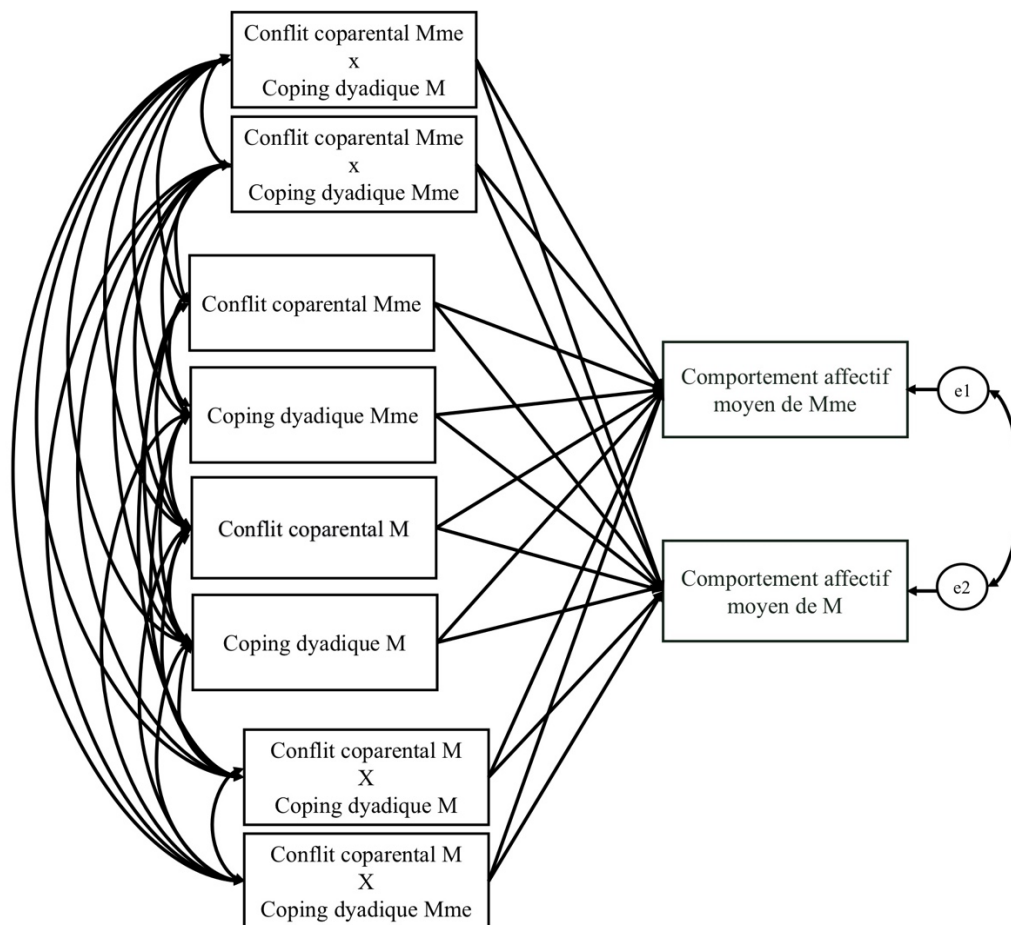 Conflit coparental Mme
x
Coping dyadique M
Conflit coparental Mme
x
Coping dyadique Mme
Conflit coparental Mme
Coping dyadique Mme
Conflit coparental M
Coping dyadique M
Conflit coparental M
X
Coping dyadique M
Conflit coparental M
X
Coping dyadique Mme
Comportement affectif
moyen de Mme
e1
Comportement affectif
moyen de M
e2